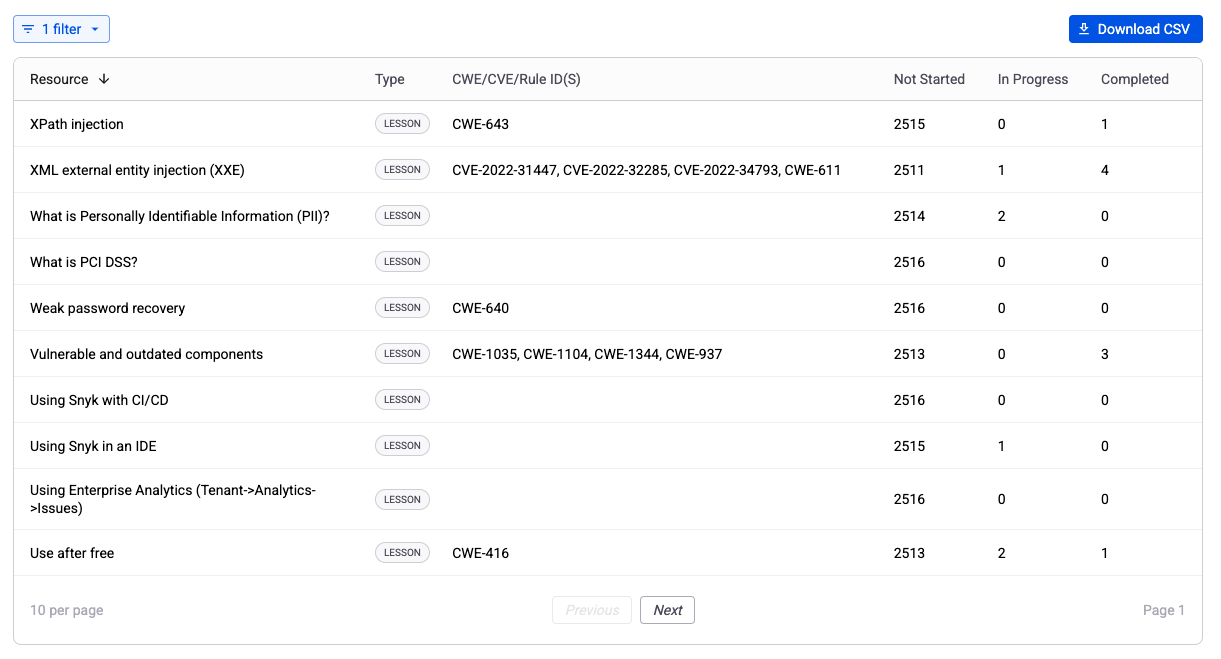 1 filter
Download CSV
Resource Type CWE/CVE/Rule ID(S) Not Started In Progress Completed
XPath injection LESSON CWE-643 2515 0 1
XML external entity injection (XXE) LESSON CVE-2022-31447, CVE-2022-32285, CVE-2022-34793, CWE-611 2511 1 4
What is Personally Identifiable Information (PII)? LESSON 2514 2 0
What is PCI DSS? LESSON 2516 0 0
Weak password recovery LESSON CWE-640 2516 0 0
Vulnerable and outdated components LESSON CWE-1035, CWE-1104, CWE-1344, CWE-937 2513 0 3
Using Snyk with CI/CD LESSON 2516 0 0
Using Snyk in an IDE LESSON 2515 1 0
Using Enterprise Analytics (Tenant->Analytics-
->Issues) LESSON 2516 0 0
Use after free LESSON CWE-416 2513 2 1
10 per page Previous Next Page 1